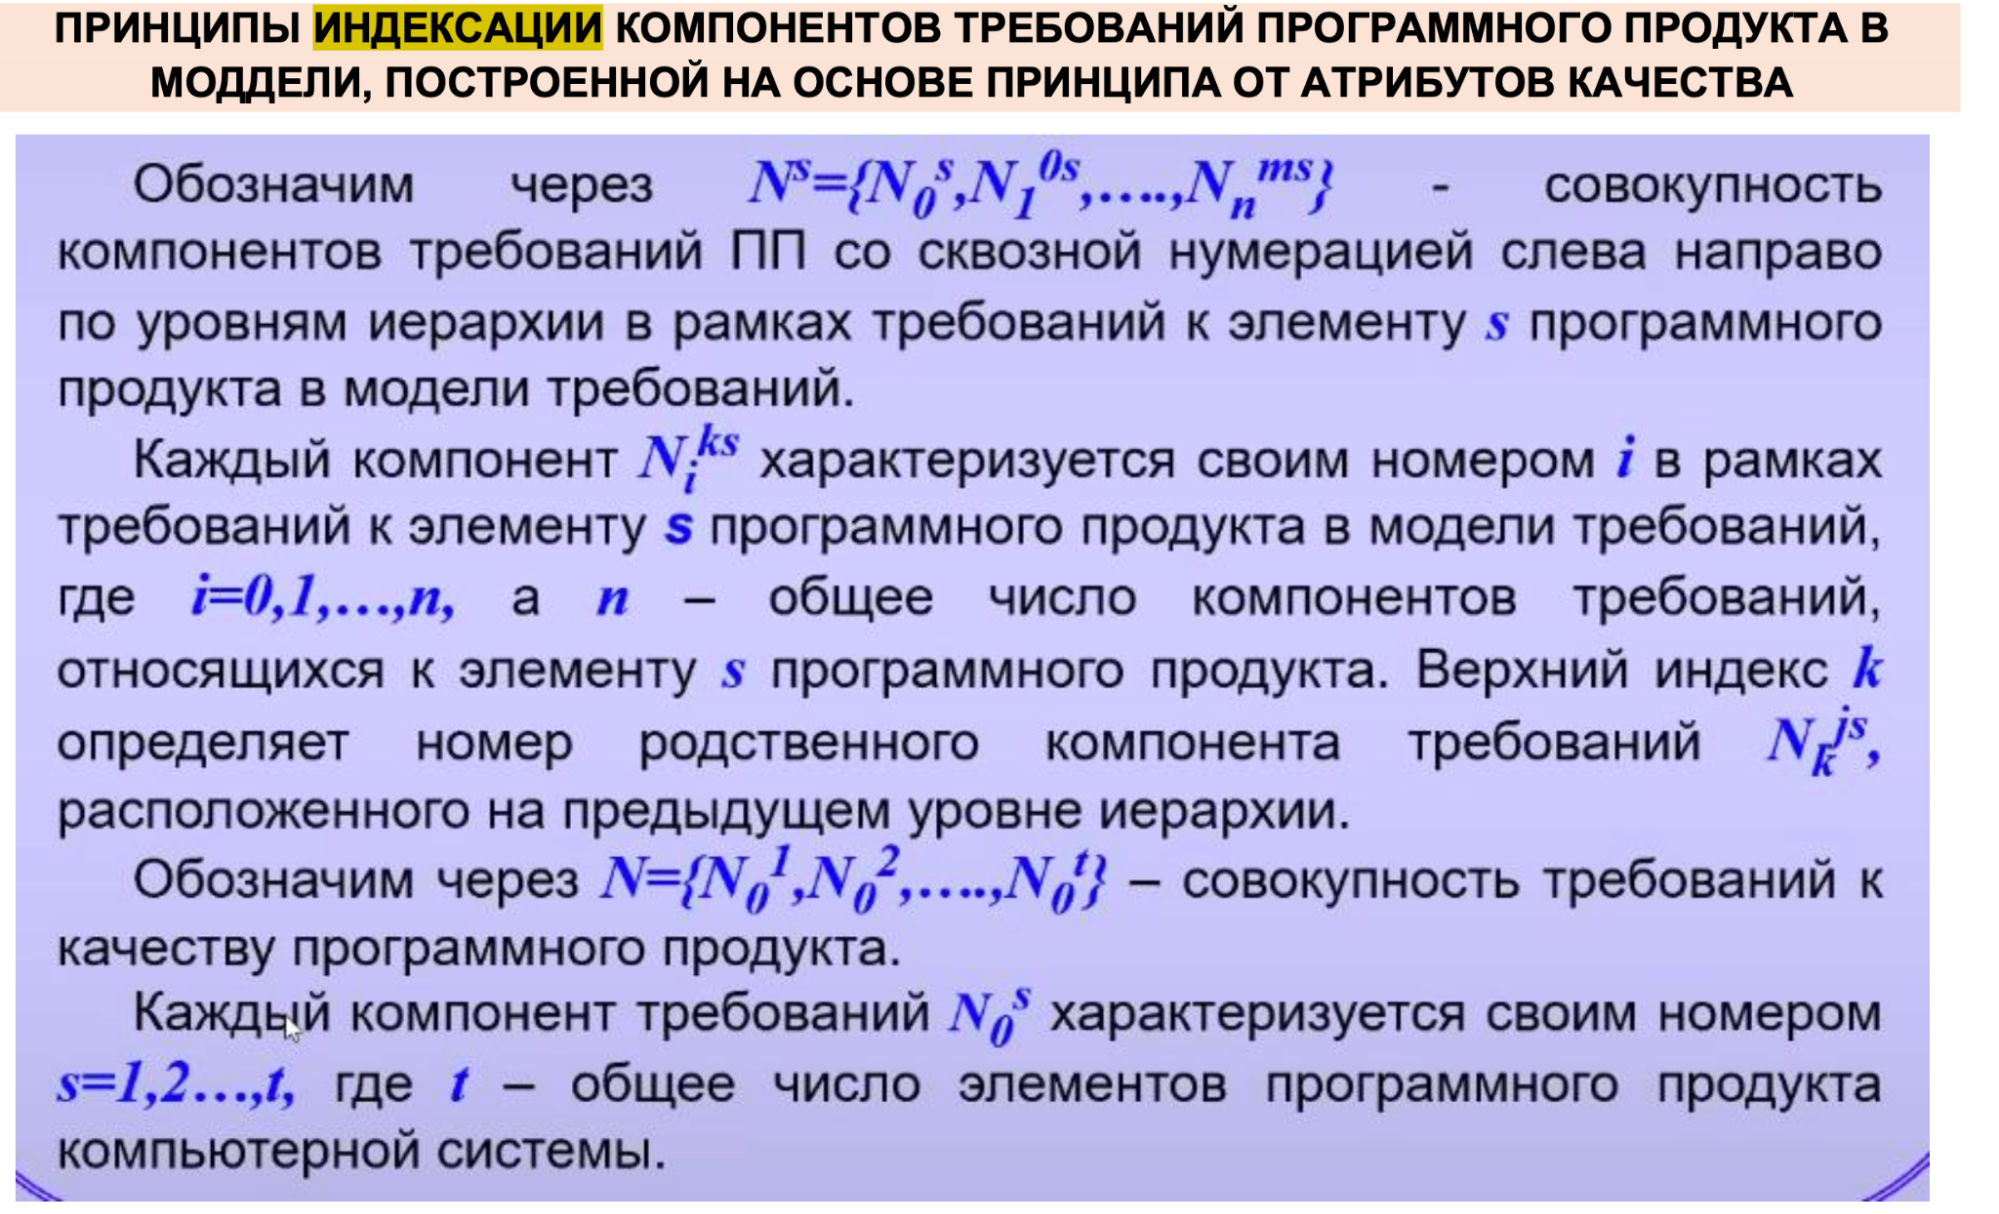 ПРИНЦИПЫ ИНДЕКСАЦИИ КОМПОНЕНТОВ ТРЕБОВАНИЙ ПРОГРАММНОГО ПРОДУКТА В
МОДДЕЛИ, ПОСТРОЕННОЙ НА ОСНОВЕ ПРИНЦИПА ОТ АТРИБУТОВ КАЧЕСТВА
Обозначим через N^s={N_0^s,N_1^{0s},…..,N_n^{ms}} - совокупность
компонентов требований ПП со сквозной нумерацией слева направо
по уровням иерархии в рамках требований к элементу s программного
продукта в модели требований.
Каждый компонент N_i^{ks} характеризуется своим номером i в рамках
требований к элементу s программного продукта в модели требований,
где i=0,1,…,n, а n – общее число компонентов требований,
относящихся к элементу s программного продукта. Верхний индекс k
определяет номер родственного компонента требований N_k^{js},
расположенного на предыдущем уровне иерархии.
Обозначим через N={N_0^1,N_0^2,…..,N_0^t} – совокупность требований к
качеству программного продукта.
Каждый компонент требований N_0^s характеризуется своим номером
s=1,2…,t, где t – общее число элементов программного продукта
компьютерной системы.